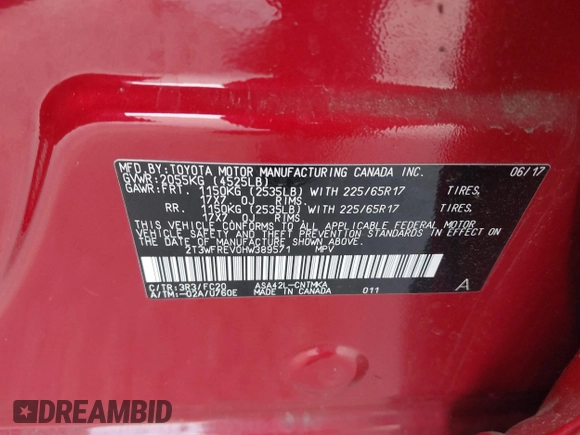 MFD.BY:TOYOTA MOTOR MANUFACTURING CANADA INC. 06/17
GVWR:2055KG (4525LB)
GAWR:FRT. 1150KG (2535LB) WITH 225/65R17 TIRES,
17X7.0J RIMS
RR. 1150KG (2535LB) WITH 225/65R17 TIRES,
17X7.0J RIMS
THIS VEHICLE CONFORMS TO ALL APPLICABLE FEDERAL MOTOR
VEHICLE SAFETY AND THEFT PREVENTION STANDARDS IN EFFECT ON
THE DATE OF MANUFACTURE SHOWN ABOVE.
2T3WFREV0HW389571 MPV
C/TR:3R3/FC20 ASA42L-CNTMKA
A/TM:-02A/U760E MADE IN CANADA 011 A
DREAMBID